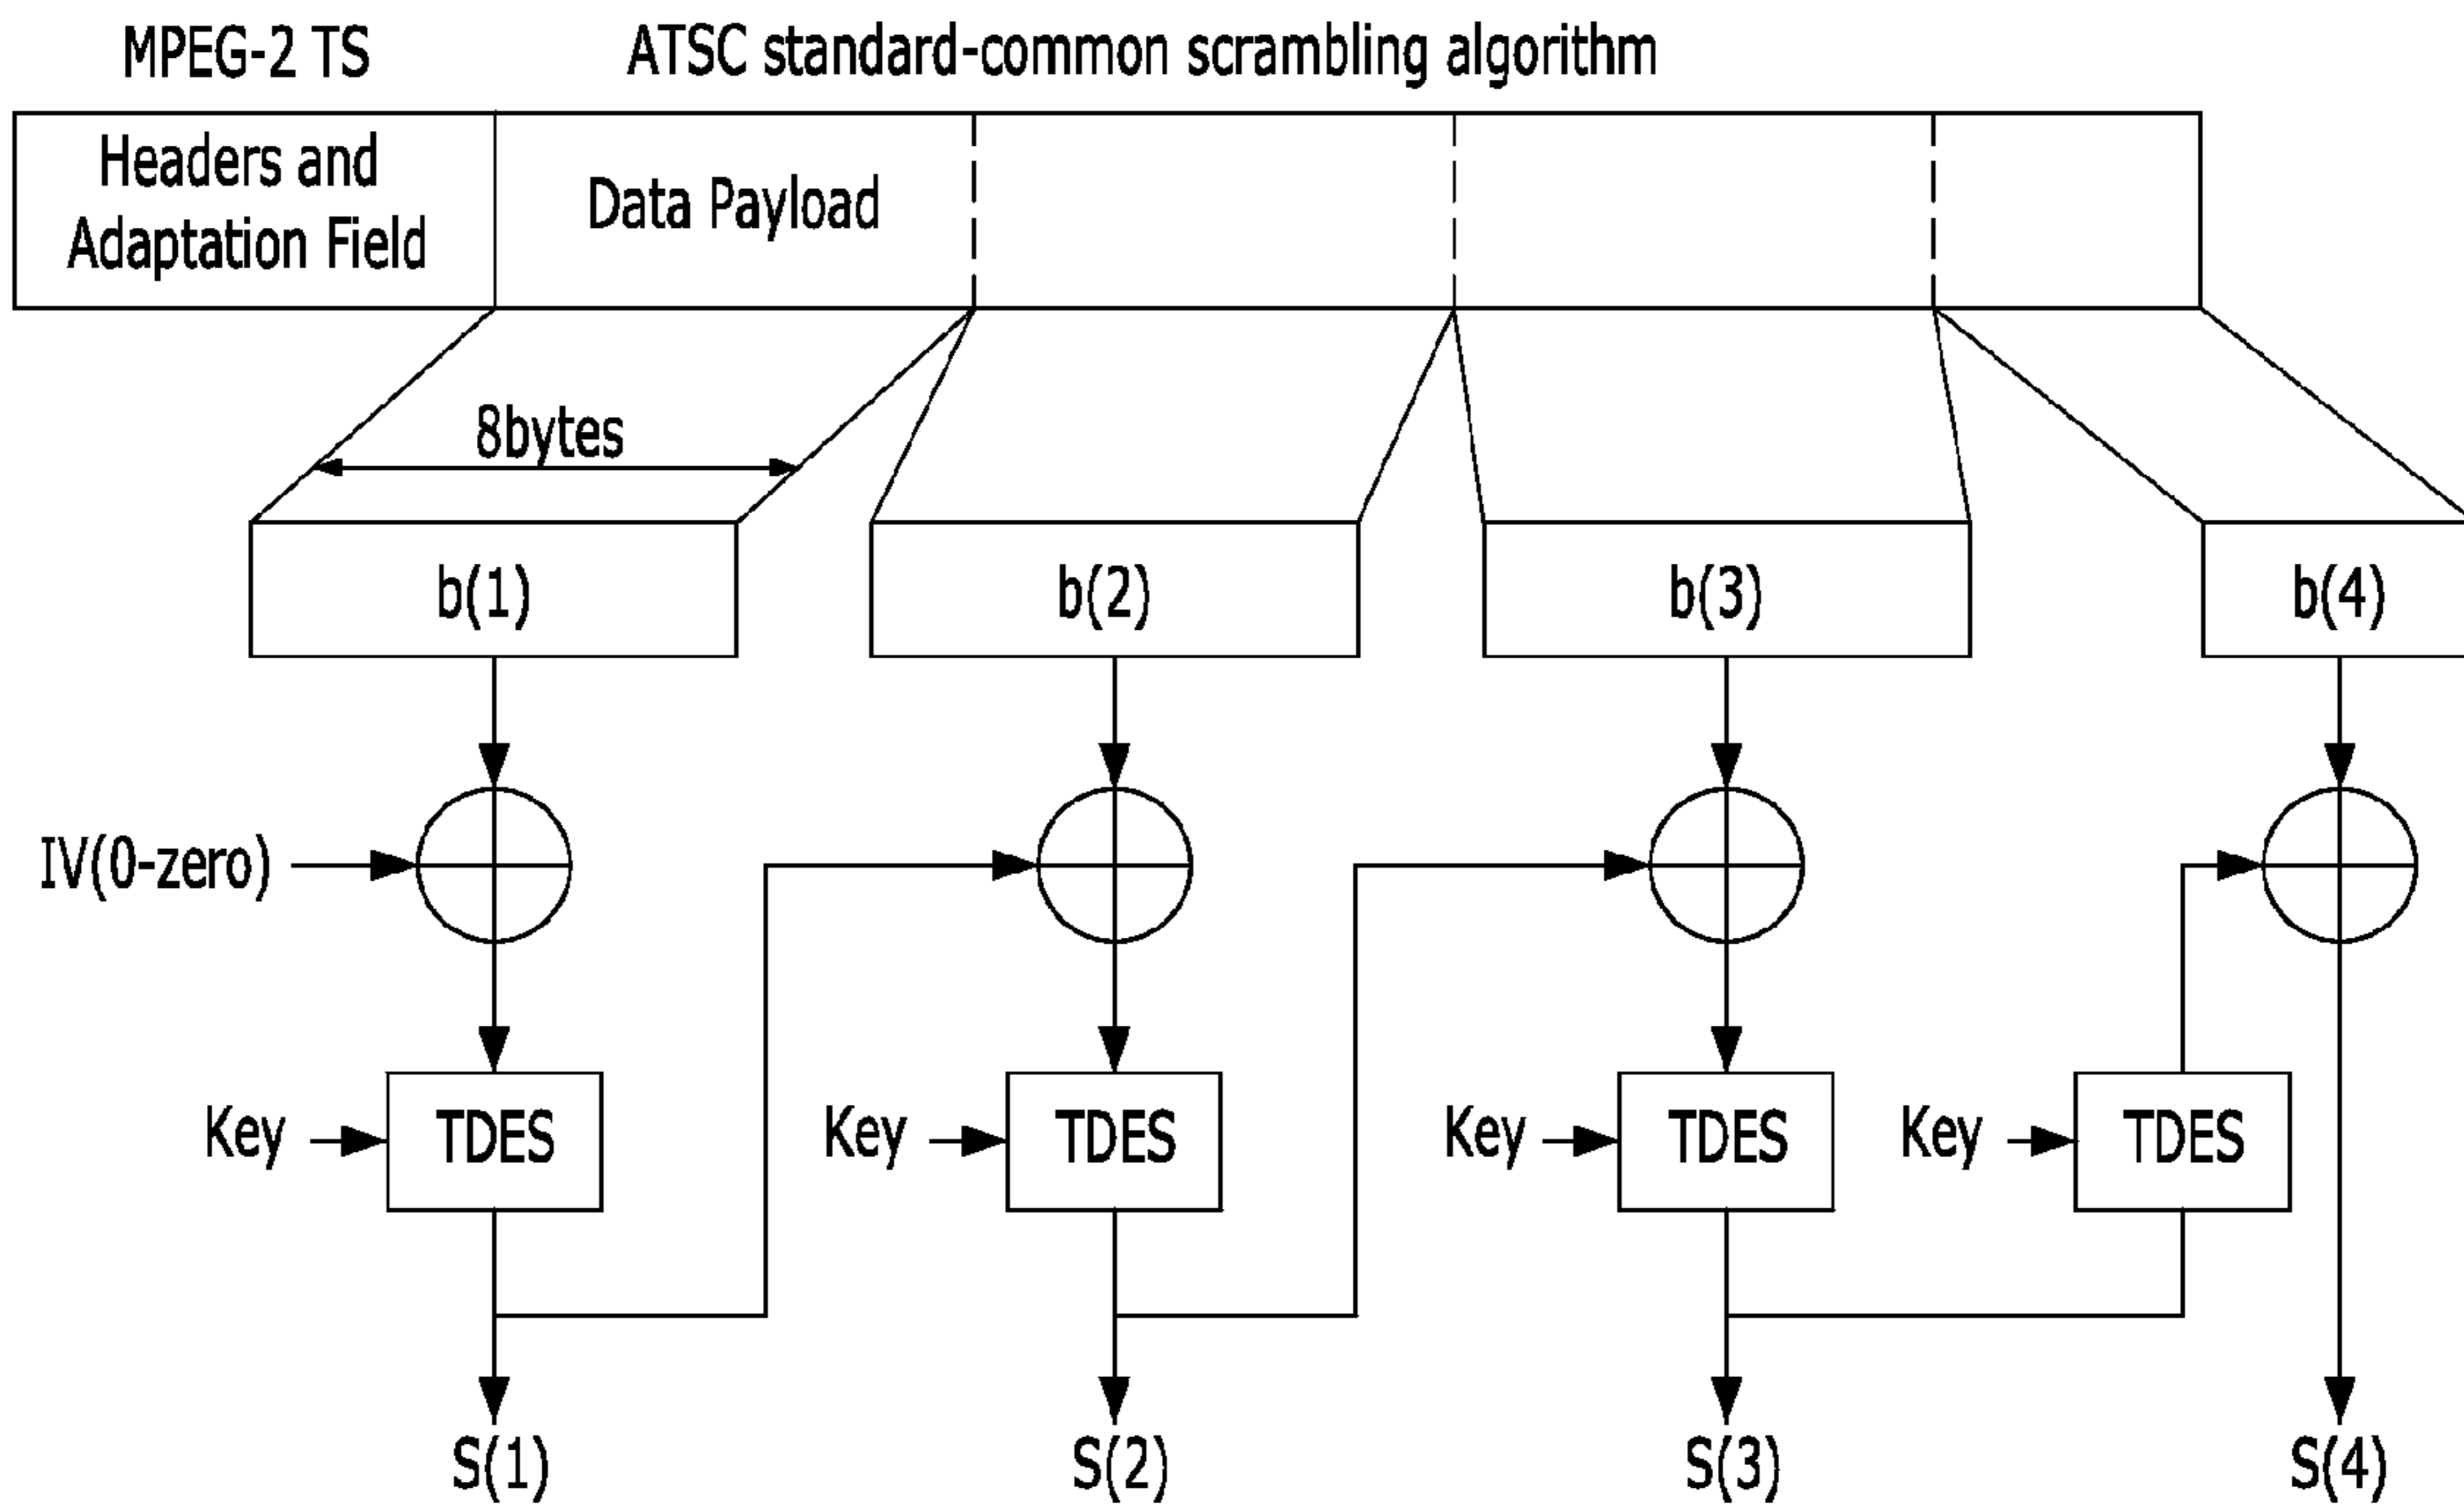 MPEG-2 TS
ATSC standard-common scrambling algorithm
Headers and
Adaptation Field
Data Payload
8bytes
b(1)
b(2)
b(3)
b(4)
IV(0-zero)
Key
TDES
Key
TDES
Key
TDES
Key
TDES
S(1)
S(2)
S(3)
S(4)